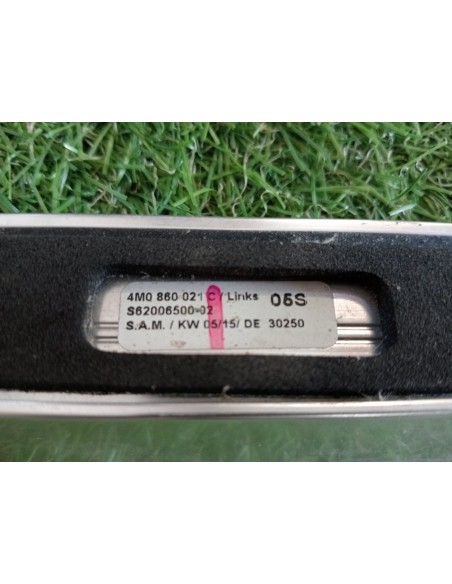 4M0 860 021 C / Links 05S
S62006500-02
S.A.M. / KW 05/15/ DE 30250